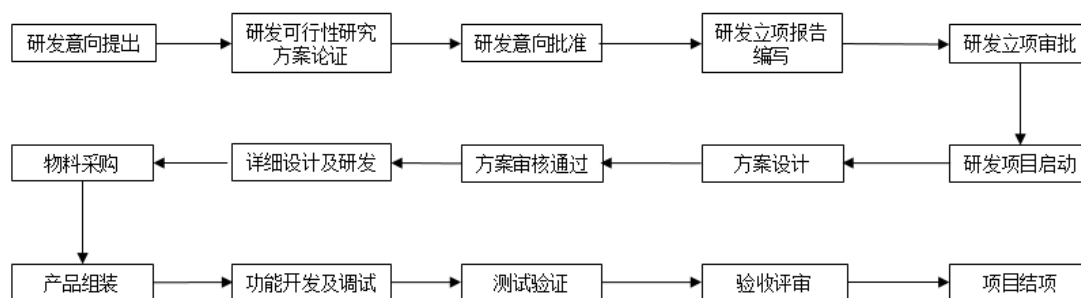 研发意向提出
研发可行性研究
方案论证
研发意向批准
研发立项报告
编写
研发立项审批
物料采购
详细设计及研发
方案审核通过
方案设计
研发项目启动
产品组装
功能开发及调试
测试验证
验收评审
项目结项